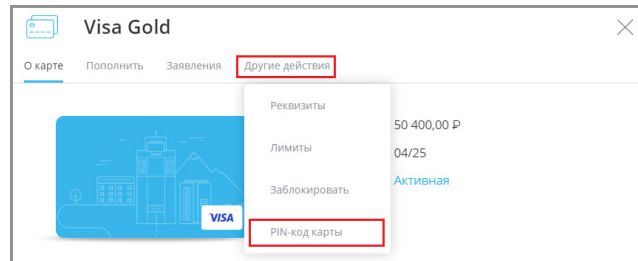 Visa Gold
О карте Пополнить Заявления Другие действия
Реквизиты
50 400,00 ₽
Лимиты
04/25
Заблокировать
Активная
VISA
PIN-код карты